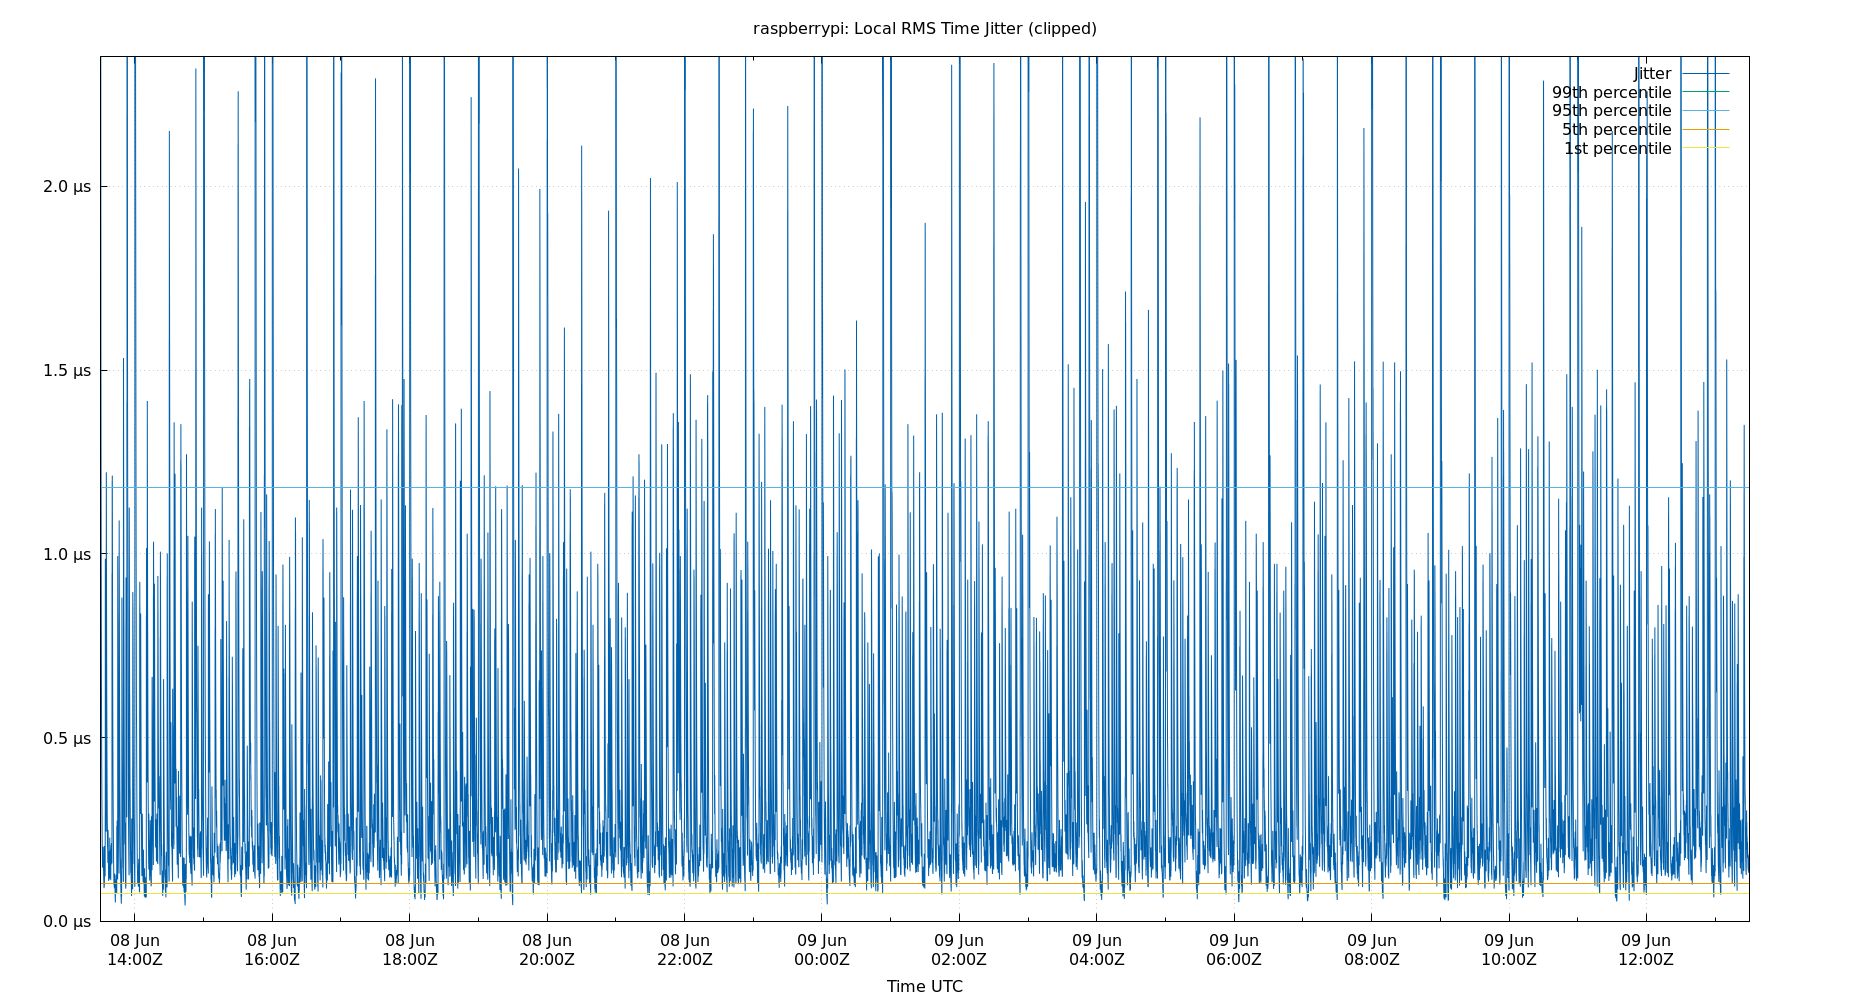 raspberrypi: Local RMS Time Jitter (clipped)
Jitter
99th percentile
95th percentile
5th percentile
1st percentile
2.0 µs
1.5 µs
1.0 µs
0.5 µs
0.0 µs
08 Jun 08 Jun 08 Jun 08 Jun 08 Jun 09 Jun 09 Jun 09 Jun 09 Jun 09 Jun 09 Jun 09 Jun
14:00Z 16:00Z 18:00Z 20:00Z 22:00Z 00:00Z 02:00Z 04:00Z 06:00Z 08:00Z 10:00Z 12:00Z
Time UTC